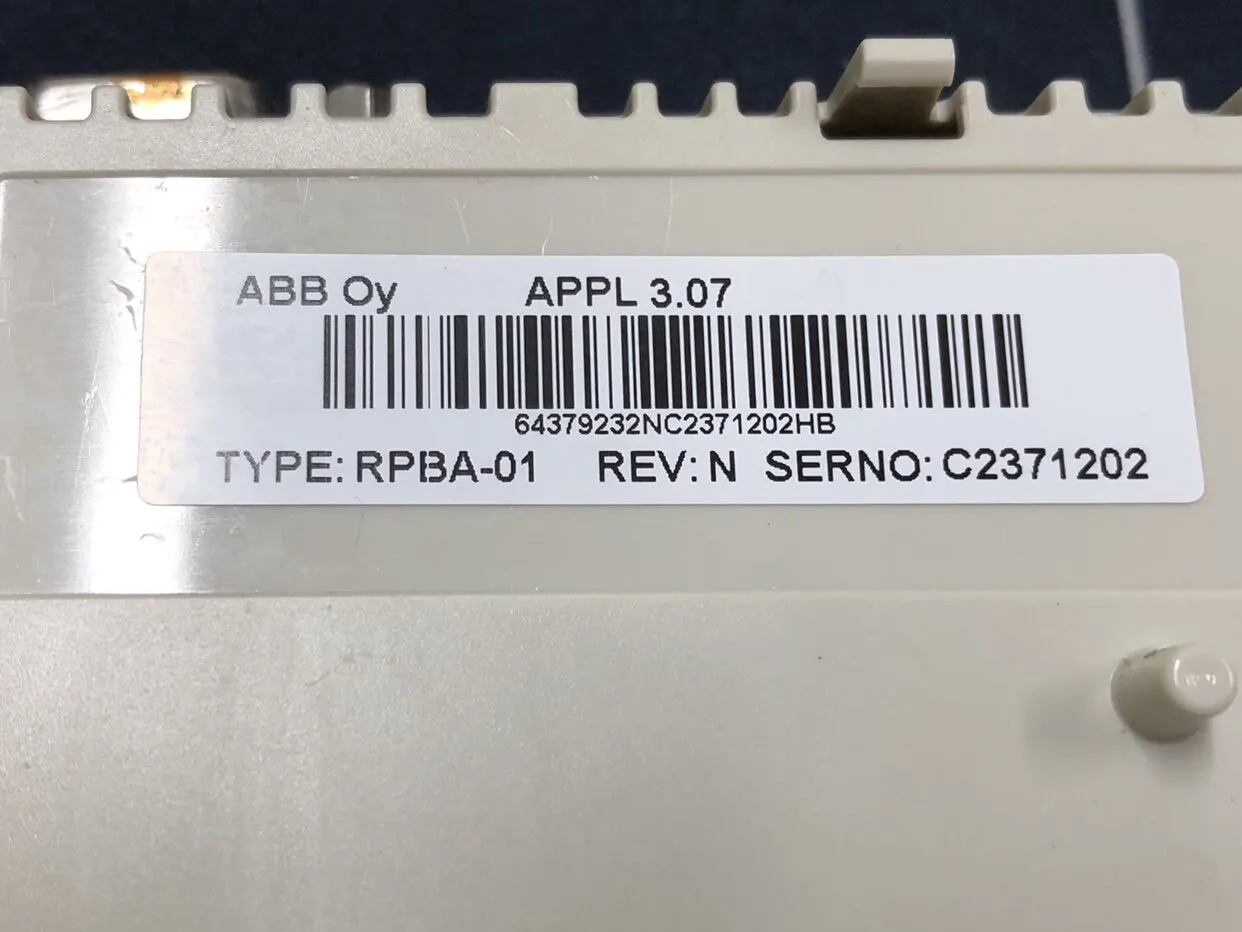 ABB Oy APPL 3.07
64379232NC2371202HB
TYPE: RPBA-01 REV: N SERNO: C2371202